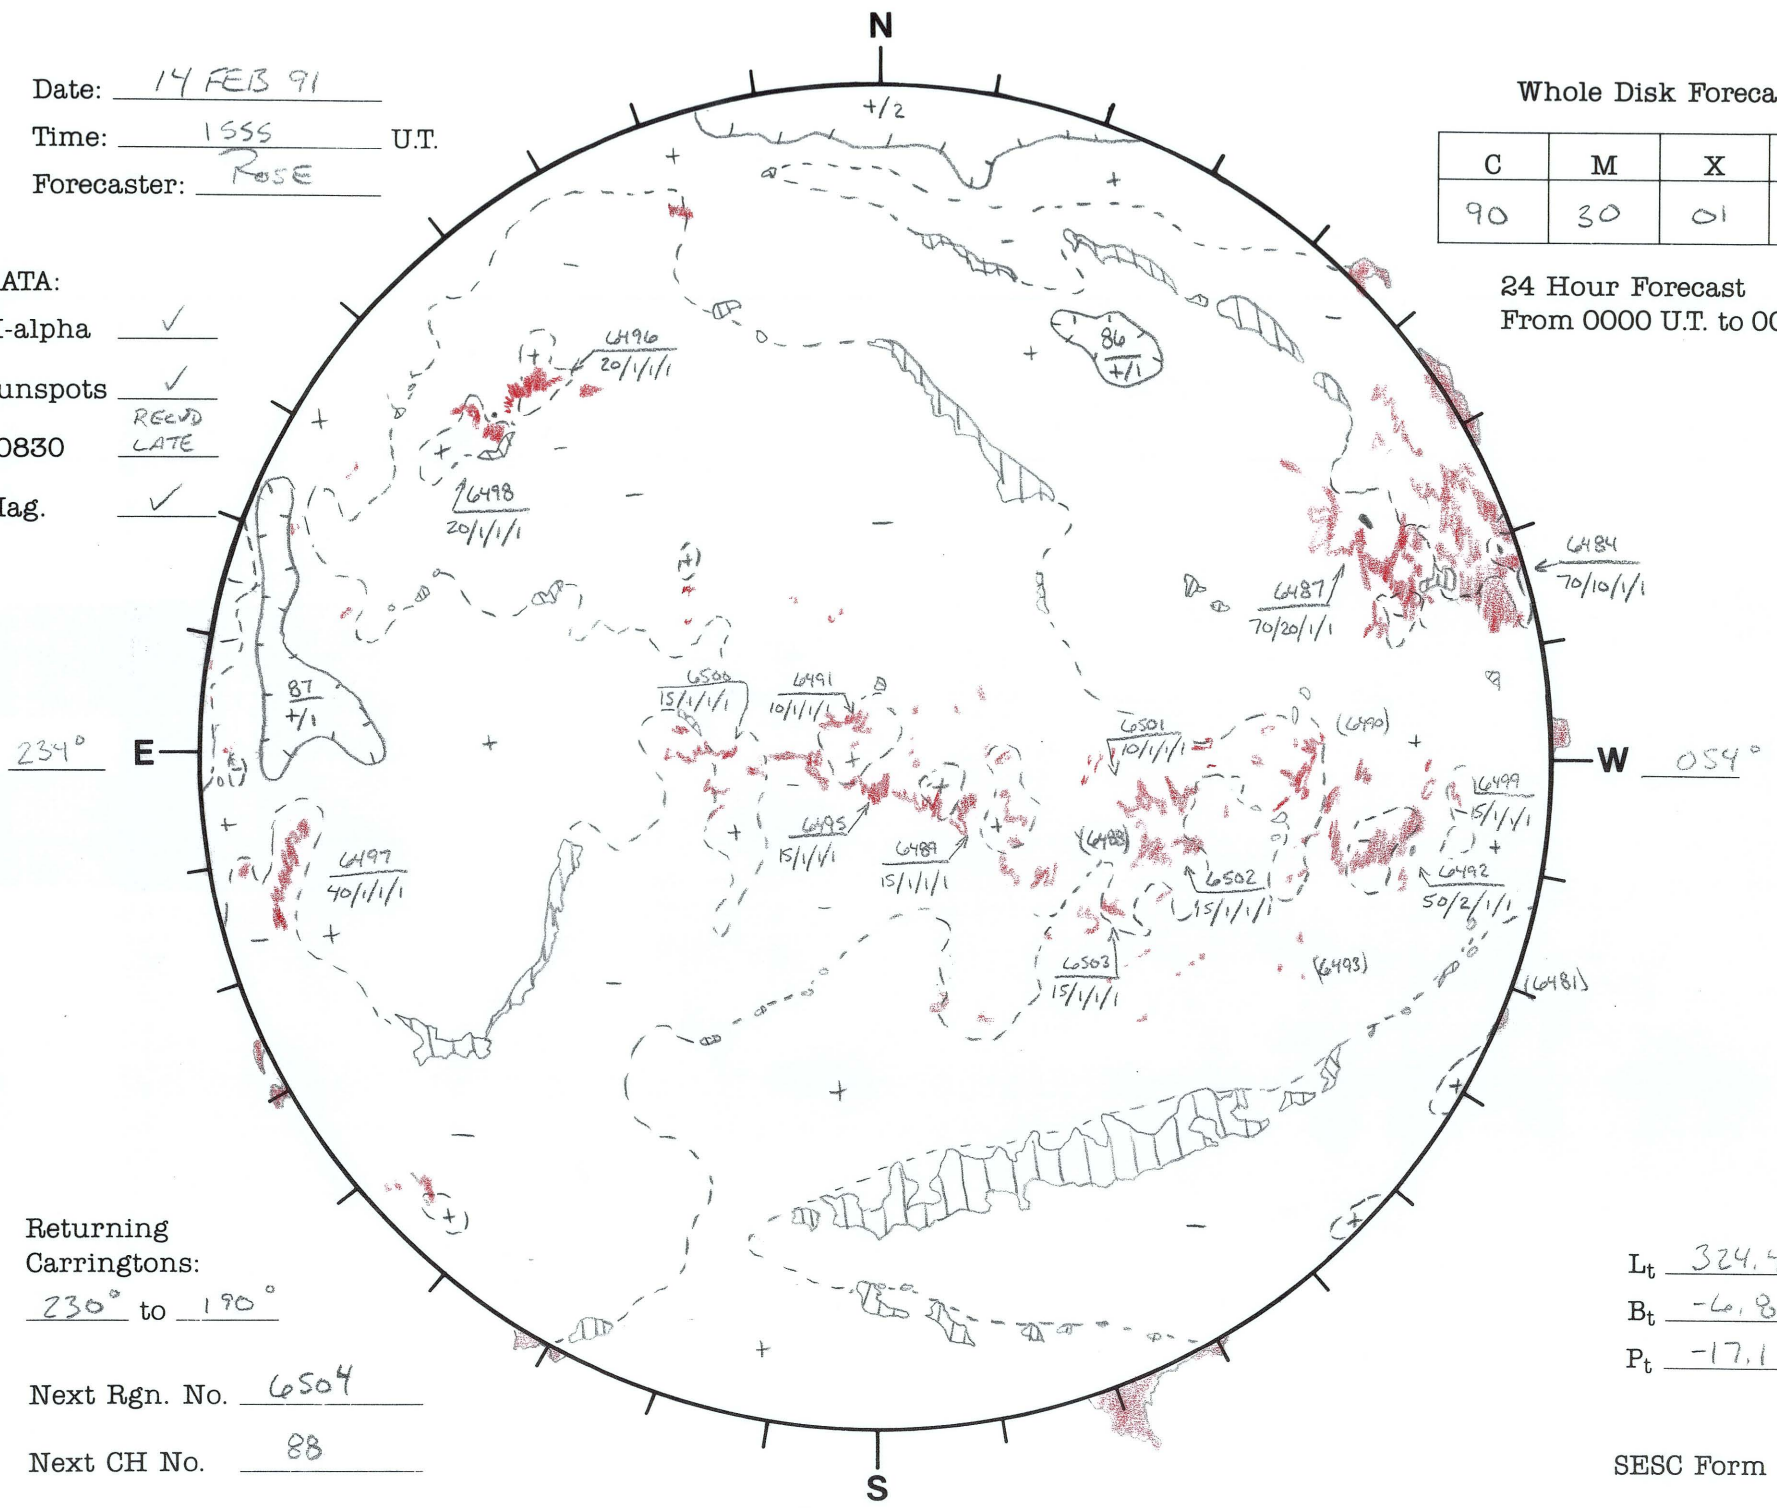 N
Date: 14 FEB 91
Time: 1555 U.T.
Forecaster: ROSE
Whole Disk Foreca
C M X
90 30 01
24 Hour Forecast
From 0000 U.T. to 00
ATA:
I-alpha ✓
unspots ✓
0830 RECVD LATE
Mag. ✓
+/2
86
+/1
6496
20/1/1/1
6498
20/1/1/1
6487
70/20/1/1
6484
70/10/1/1
87
+/1
6500
15/1/1/1
6491
10/1/1/1
6501
10/1/1/1
(6490)
234° E
W 054°
6499
15/1/1/1
6495
15/1/1/1
6489
15/1/1/1
(6488)
6497
40/1/1/1
6502
15/1/1/1
6492
50/2/1/1
6503
15/1/1/1
(6493)
(6481)
Returning
Carringtons:
230° to 190°
Next Rgn. No. 6504
Next CH No. 88
Lt 324.4
Bt -6.8
Pt -17.1
S
SESC Form